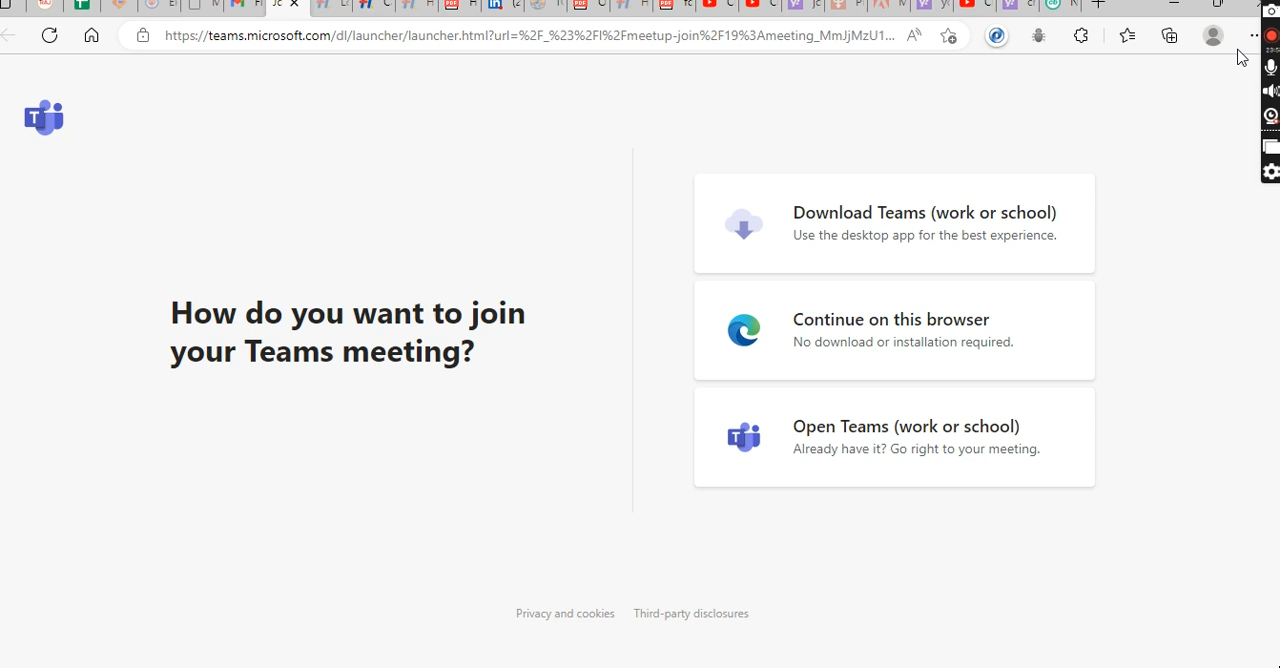 https://teams.microsoft.com/dl/launcher/launcher.html?url=%2F_%23%2Fl%2Fmeetup-join%2F19%3Ameeting_MmJjMzU1...
How do you want to join
your Teams meeting?
Download Teams (work or school)
Use the desktop app for the best experience.
Continue on this browser
No download or installation required.
Open Teams (work or school)
Already have it? Go right to your meeting.
Privacy and cookies
Third-party disclosures